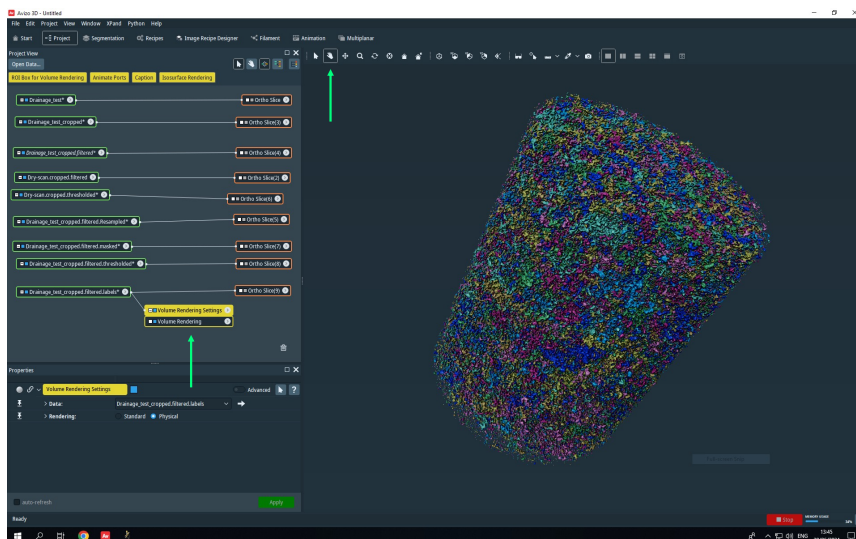 Avizo 3D - Untitled
File Edit Project View Window XPand Python Help
Start Project Segmentation Recipes Image Recipe Designer Filament Animation Multiplanar
Project View
Open Data...
ROI Box for Volume Rendering Animate Ports Caption Isosurface Rendering
Drainage_test* Ortho Slice
Drainage_test_cropped* Ortho Slice(3)
Drainage_test_cropped.filtered* Ortho Slice(4)
Dry-scan.cropped.filtered Ortho Slice(2)
Dry-scan.cropped.thresholded* Ortho Slice(6)
Drainage_test_cropped.filtered.Resampled* Ortho Slice(5)
Drainage_test_cropped.filtered.masked* Ortho Slice(7)
Drainage_test_cropped.filtered.thresholded* Ortho Slice(8)
Drainage_test_cropped.filtered.labels* Ortho Slice(9)
Volume Rendering Settings
Volume Rendering
Properties
Volume Rendering Settings Advanced ?
> Data: Drainage_test_cropped.filtered.labels
> Rendering: Standard Physical
auto-refresh Apply
Ready Stop MEMORY USAGE
ENG 13:45